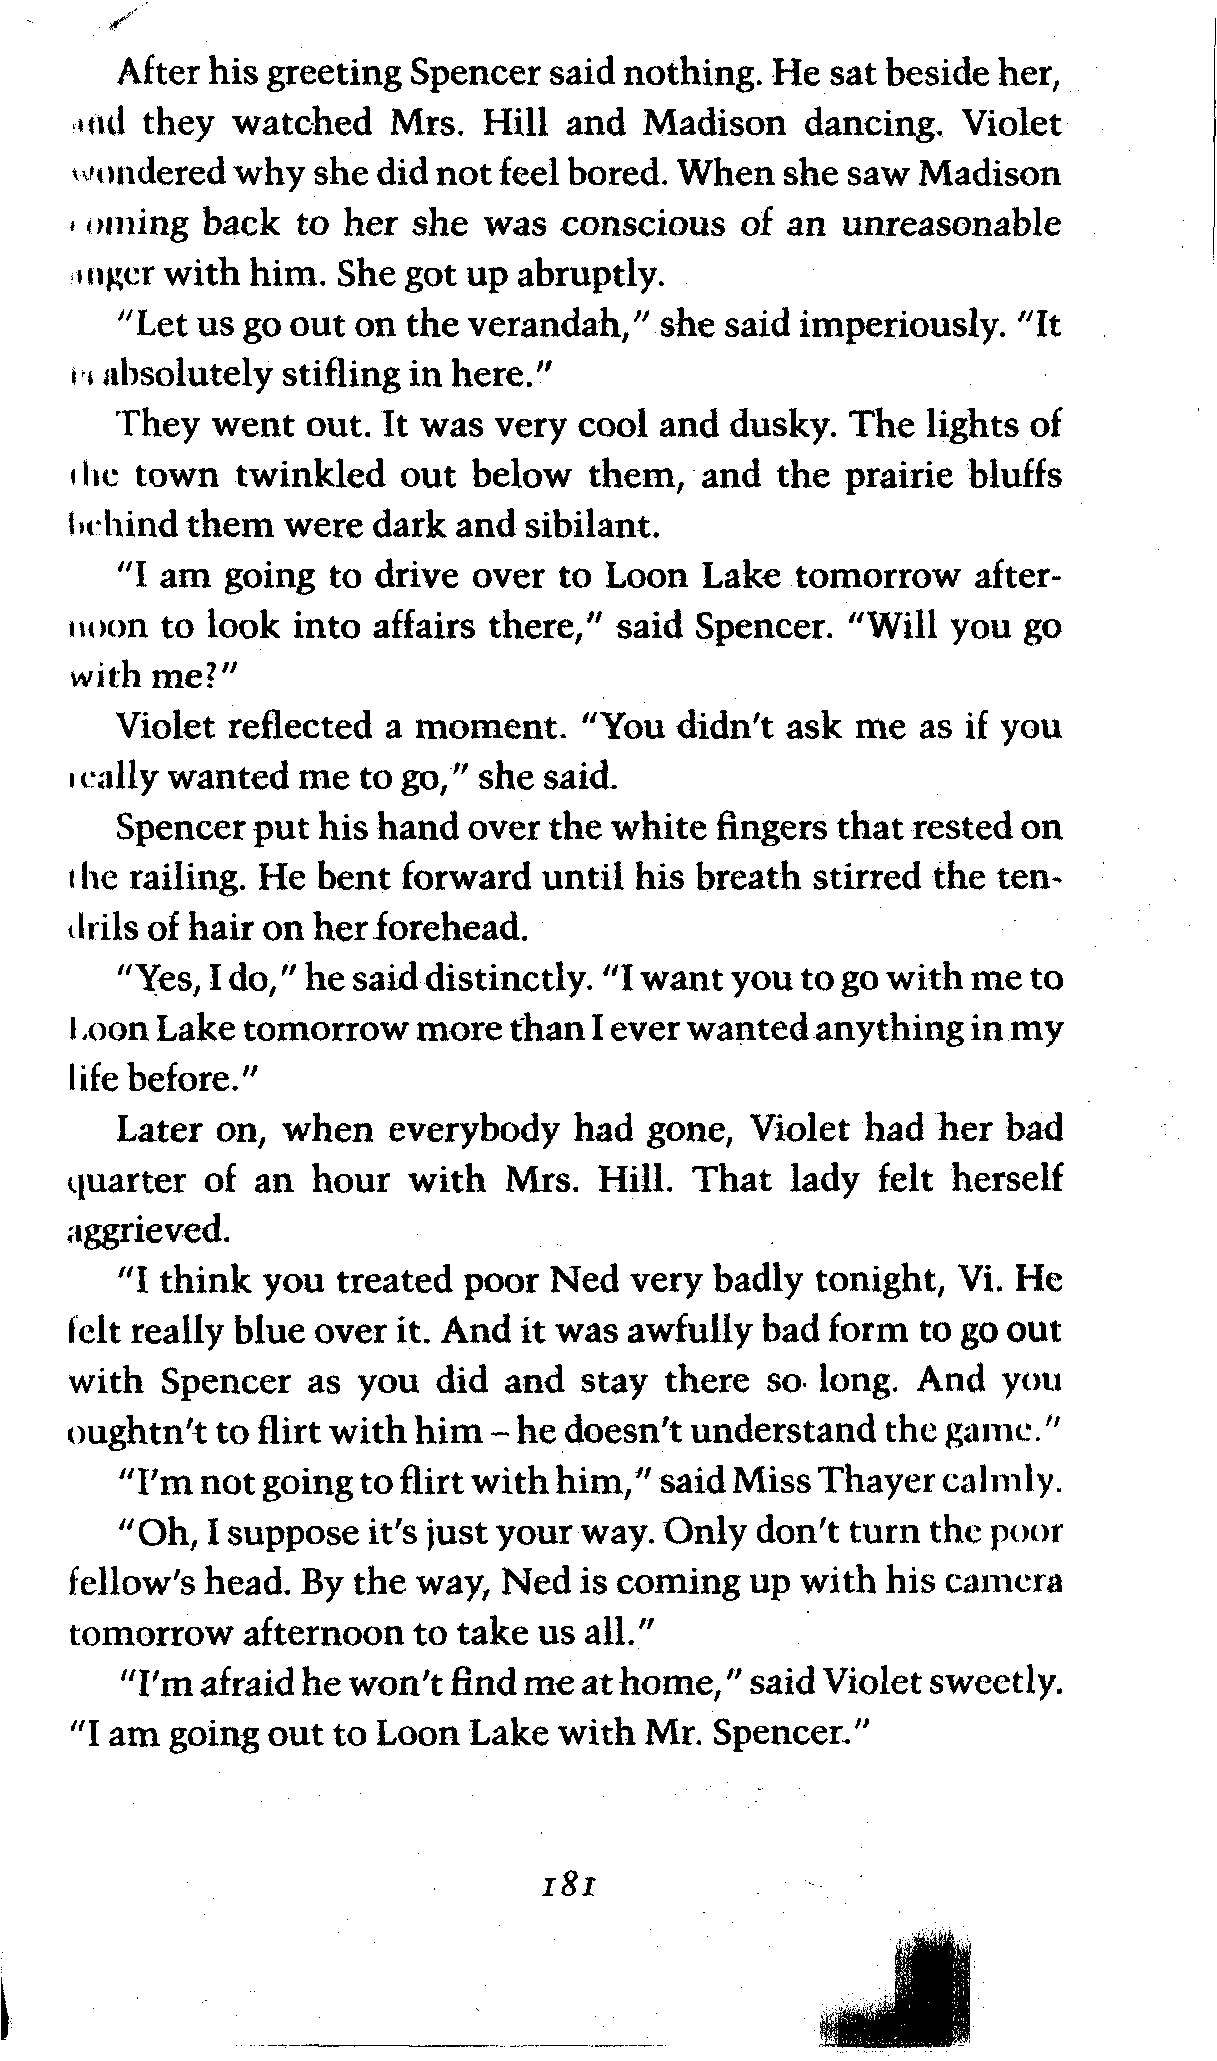 After his greeting Spencer said nothing. He sat beside her,
and they watched Mrs. Hill and Madison dancing. Violet
wondered why she did not feel bored. When she saw Madison
coming back to her she was conscious of an unreasonable
anger with him. She got up abruptly.
"Let us go out on the verandah," she said imperiously. "It
is absolutely stifling in here."
They went out. It was very cool and dusky. The lights of
the town twinkled out below them, and the prairie bluffs
behind them were dark and sibilant.
"I am going to drive over to Loon Lake tomorrow after-
noon to look into affairs there," said Spencer. "Will you go
with me?"
Violet reflected a moment. "You didn't ask me as if you
really wanted me to go," she said.
Spencer put his hand over the white fingers that rested on
the railing. He bent forward until his breath stirred the ten-
drils of hair on her forehead.
"Yes, I do," he said distinctly. "I want you to go with me to
Loon Lake tomorrow more than I ever wanted anything in my
life before."
Later on, when everybody had gone, Violet had her bad
quarter of an hour with Mrs. Hill. That lady felt herself
aggrieved.
"I think you treated poor Ned very badly tonight, Vi. He
felt really blue over it. And it was awfully bad form to go out
with Spencer as you did and stay there so long. And you
oughtn't to flirt with him – he doesn't understand the game."
"I'm not going to flirt with him," said Miss Thayer calmly.
"Oh, I suppose it's just your way. Only don't turn the poor
fellow's head. By the way, Ned is coming up with his camera
tomorrow afternoon to take us all."
"I'm afraid he won't find me at home," said Violet sweetly.
"I am going out to Loon Lake with Mr. Spencer."
181